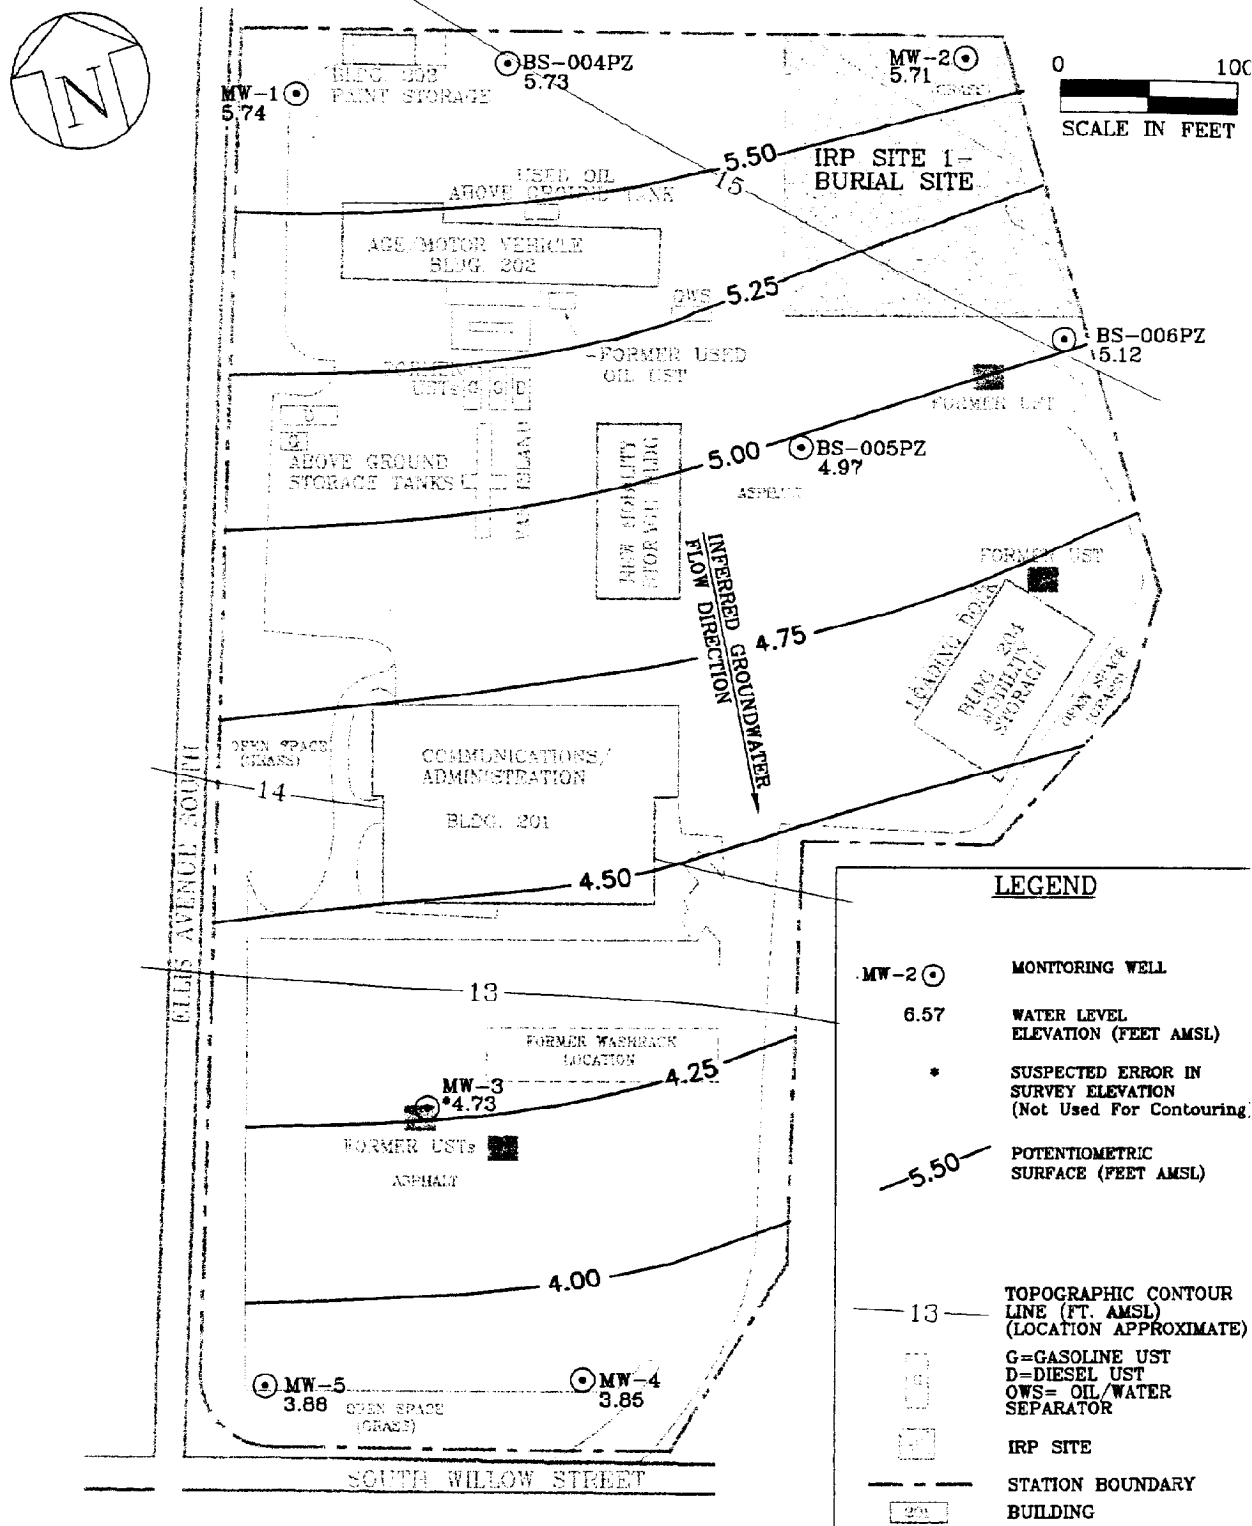 N
MW-1
5.74
BLDG. 203
PAINT STORAGE
BS-004PZ
5.73
MW-2
5.71
(GRASS)
0 100
SCALE IN FEET
5.50
15
IRP SITE 1-
BURIAL SITE
USED OIL
ABOVE GROUND TANK
AGE/MOTOR VEHICLE
BLDG. 202
5.25
OWS
FORMER USED
OIL UST
FORMER
USTs
G
G
D
BS-006PZ
5.12
FORMER UST
D
G
ABOVE GROUND
STORAGE TANKS
ISLAND
NEW MOBILITY
STORAGE BLDG
5.00
BS-005PZ
4.97
ASPHALT
INFERRED GROUNDWATER
FLOW DIRECTION
FORMER UST
LOADING DOCK
BLDG 204
MOBILITY
STORAGE
OPEN SPACE
(GRASS)
4.75
OPEN SPACE
(GRASS)
14
COMMUNICATIONS/
ADMINISTRATION
BLDG. 201
4.50
ELLIS AVENUE SOUTH
13
FORMER WASHRACK
LOCATION
4.25
MW-3
*4.73
FORMER USTs
ASPHALT
4.00
MW-5
3.88
MW-4
3.85
OPEN SPACE
(GRASS)
SOUTH WILLOW STREET
LEGEND
MW-2
MONITORING WELL
6.57
WATER LEVEL
ELEVATION (FEET AMSL)
*
SUSPECTED ERROR IN
SURVEY ELEVATION
(Not Used For Contouring)
5.50
POTENTIOMETRIC
SURFACE (FEET AMSL)
13
TOPOGRAPHIC CONTOUR
LINE (FT. AMSL)
(LOCATION APPROXIMATE)
G=GASOLINE UST
D=DIESEL UST
OWS= OIL/WATER
SEPARATOR
IRP SITE
STATION BOUNDARY
201
BUILDING